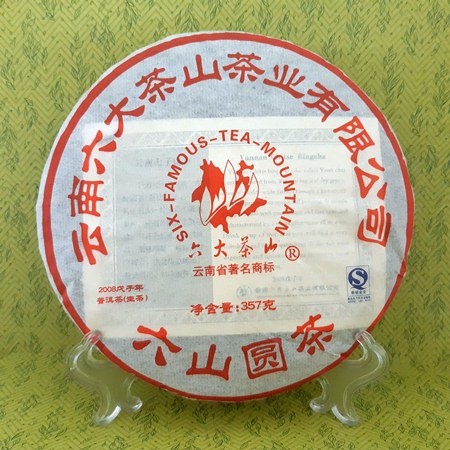 云南六大茶山茶业有限公司
SIX-FAMOUS-TEA-MOUNTAIN
六大茶山®
云南省著名商标
2008戊子年
普洱茶(生茶)
净含量:357克
六山圆茶